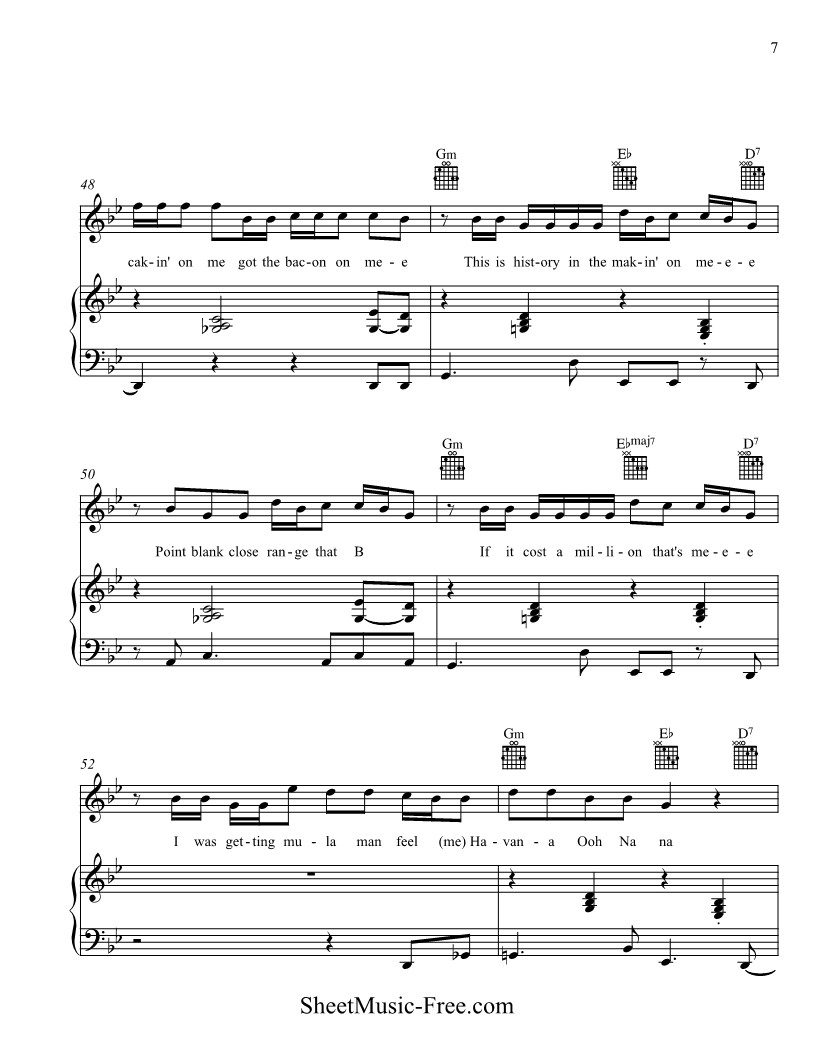 7
Gm E♭ D7
48
cak-in' on me got the bac-on on me-e This is hist-ory in the mak-in' on me-e-e
Gm E♭maj7 D7
50
Point blank close ran-ge that B If it cost a mil-li-on that's me-e-e
Gm E♭ D7
52
I was get-ting mu-la man feel (me) Ha-van-a Ooh Na na
SheetMusic-Free.com